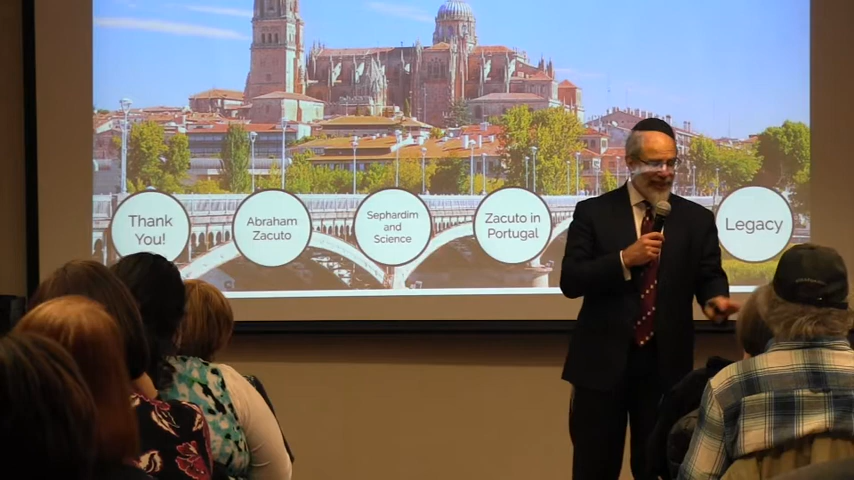 Thank
You!
Abraham
Zacuto
Sephardim
and
Science
Zacuto in
Portugal
Legacy